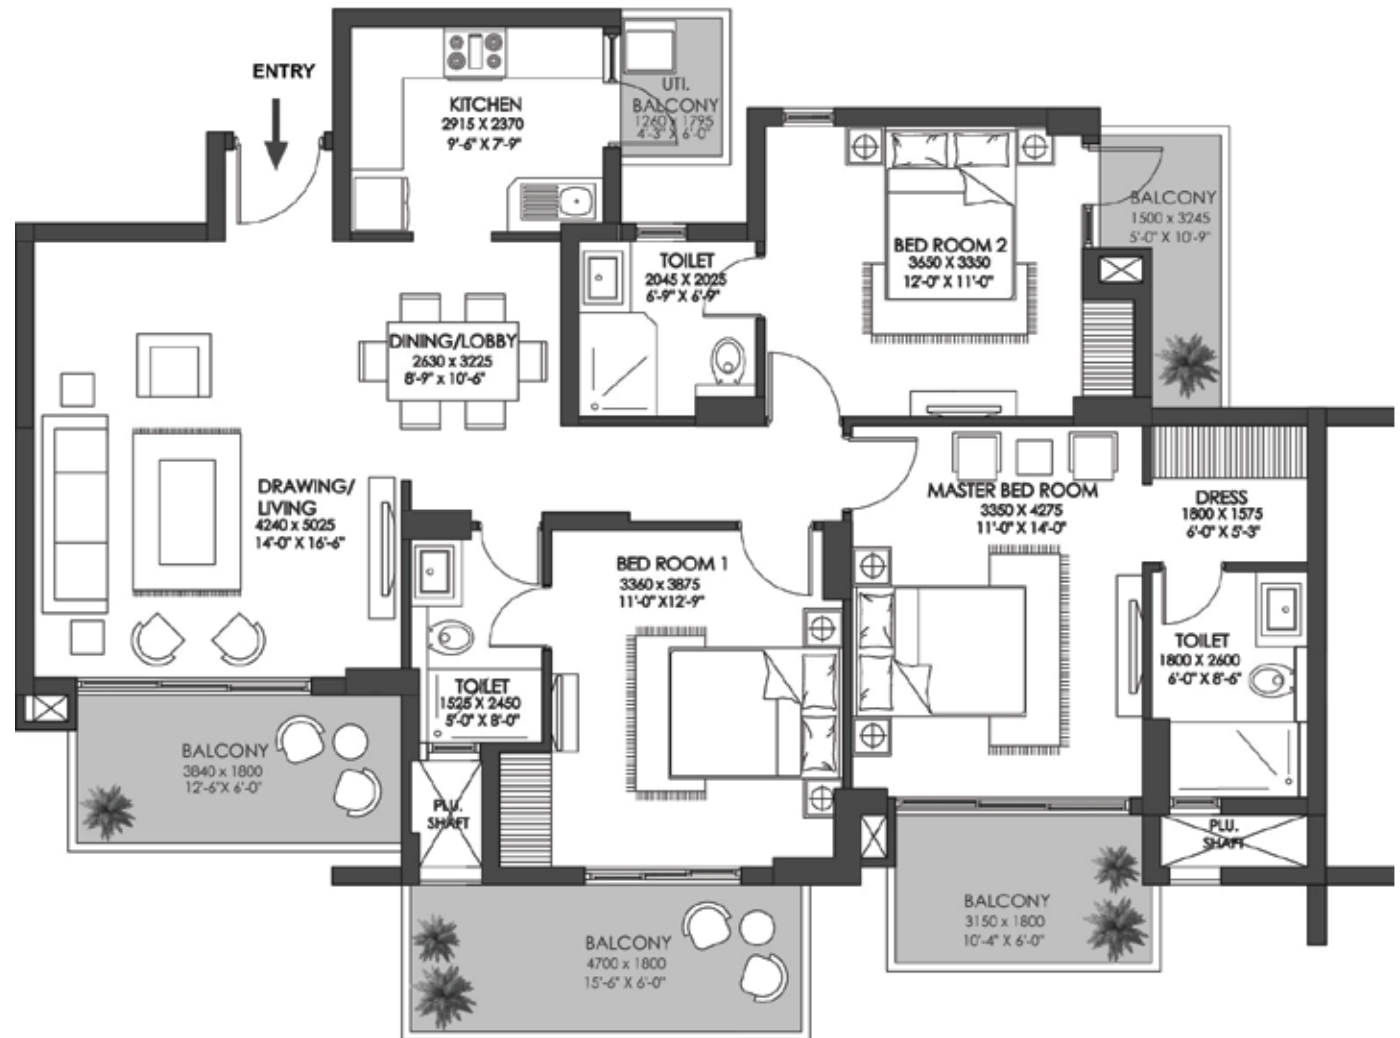 ENTRY
KITCHEN
2915 X 2370
9'-6" X 7'-9"
UTI.
BALCONY
1260 x 1795
4'-3" X 6'-0"
BALCONY
1500 x 3245
5'-0" X 10'-9"
TOILET
2045 x 2025
6'-9" X 6'-9"
BED ROOM 2
3650 X 3350
12'-0" X 11'-0"
DINING/LOBBY
2630 x 3225
8'-9" x 10'-6"
DRAWING/
LIVING
4240 x 5025
14'-0" X 16'-6"
MASTER BED ROOM
3350 X 4275
11'-0" X 14'-0"
DRESS
1800 X 1575
6'-0" X 5'-3"
BED ROOM 1
3360 x 3875
11'-0" X12'-9"
TOILET
1800 X 2600
6'-0" X 8'-6"
TOILET
1525 X 2450
5'-0" X 8'-0"
BALCONY
3840 x 1800
12'-6"X 6'-0"
PLU.
SHAFT
PLU.
SHAFT
BALCONY
3150 x 1800
10'-4" X 6'-0"
BALCONY
4700 x 1800
15'-6" X 6'-0"